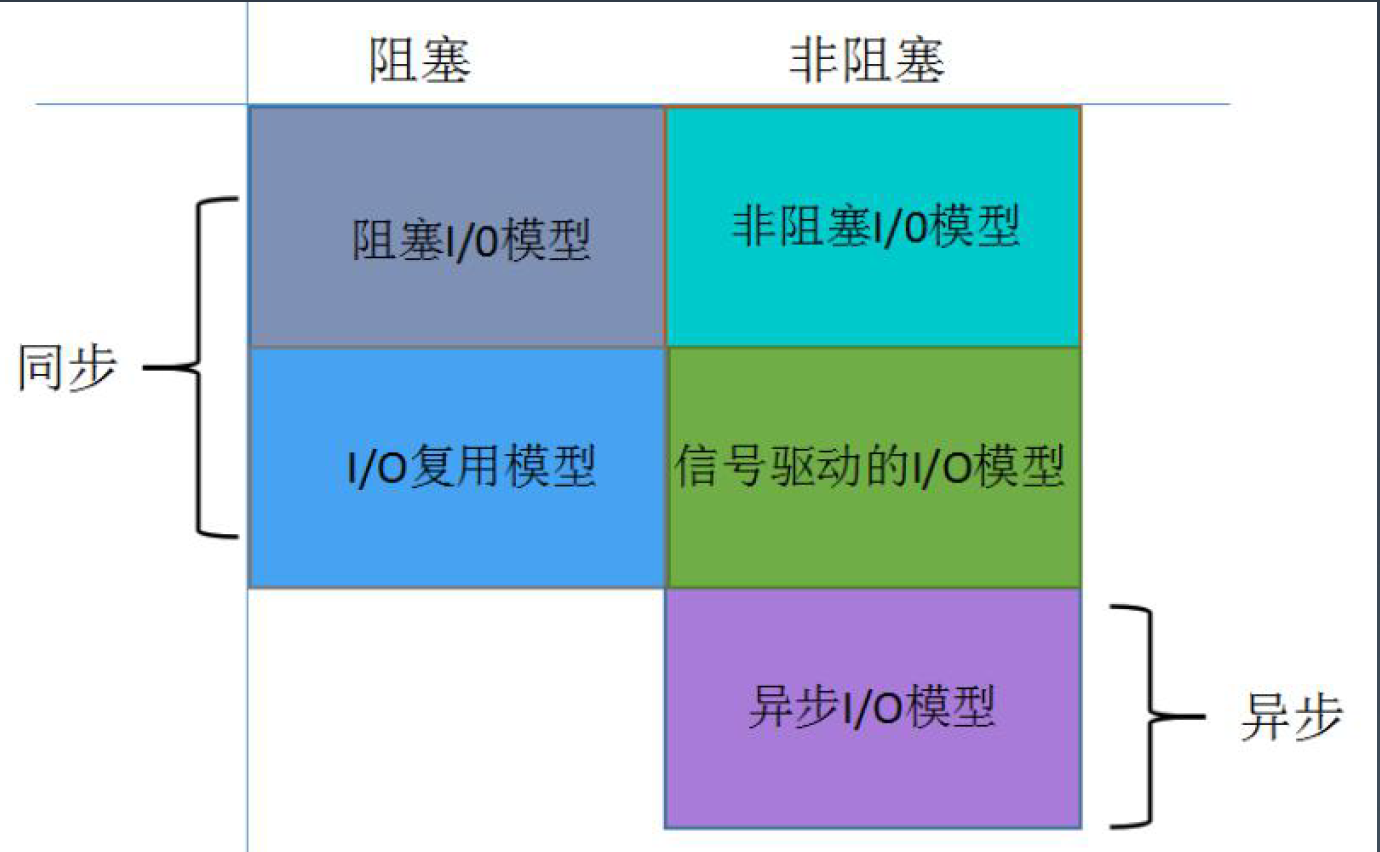 阻塞 非阻塞
阻塞I/0模型 非阻塞I/0模型
同步
I/O复用模型 信号驱动的I/O模型
异步I/O模型 异步